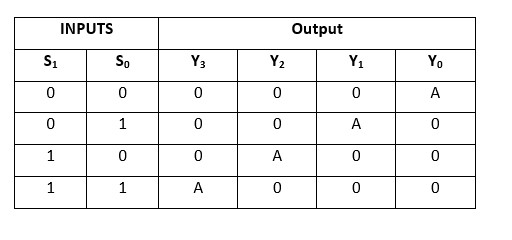 INPUTS Output
S₁ S₀ Y₃ Y₂ Y₁ Y₀
0 0 0 0 0 A
0 1 0 0 A 0
1 0 0 A 0 0
1 1 A 0 0 0